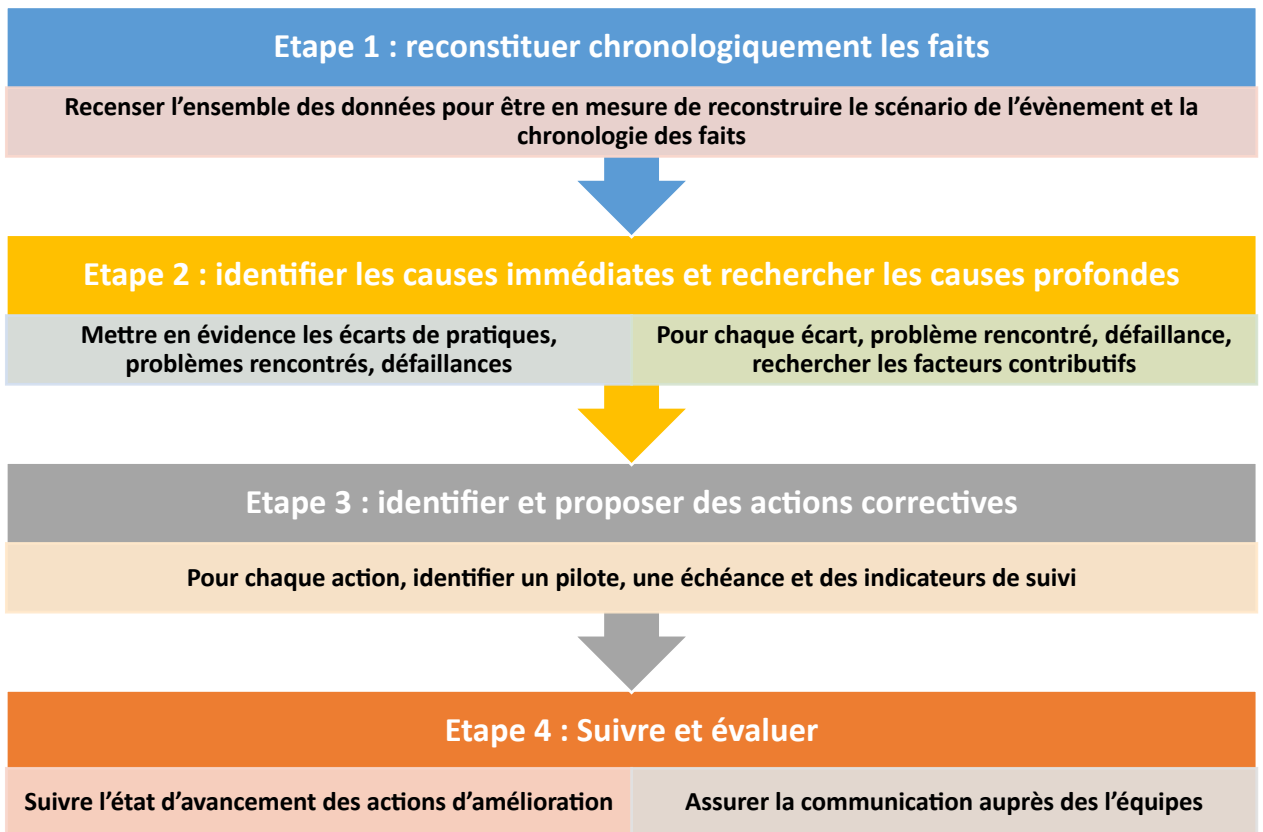 Etape 1 : reconstituer chronologiquement les faits
Recenser l’ensemble des données pour être en mesure de reconstruire le scénario de l’évènement et la
chronologie des faits
Etape 2 : identifier les causes immédiates et rechercher les causes profondes
Mettre en évidence les écarts de pratiques,
problèmes rencontrés, défaillances
Pour chaque écart, problème rencontré, défaillance,
rechercher les facteurs contributifs
Etape 3 : identifier et proposer des actions correctives
Pour chaque action, identifier un pilote, une échéance et des indicateurs de suivi
Etape 4 : Suivre et évaluer
Suivre l’état d’avancement des actions d’amélioration
Assurer la communication auprès des l’équipes